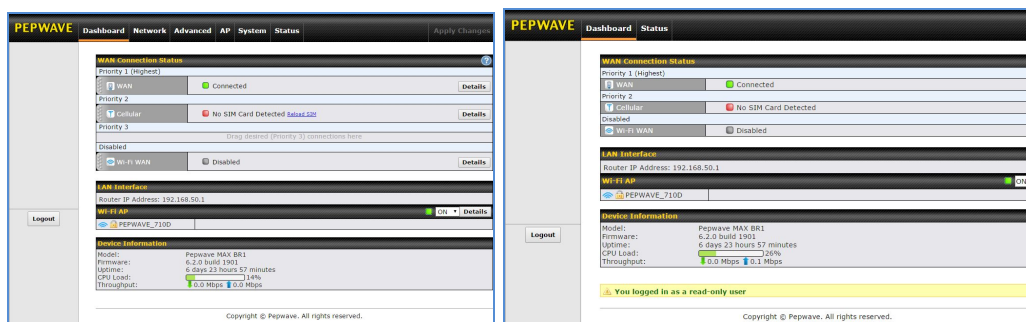 PEPWAVE Dashboard Network Advanced AP System Status Apply Changes
WAN Connection Status
Priority 1 (Highest)
WAN Connected Details
Priority 2
Cellular No SIM Card Detected Reload SIM Details
Priority 3
Drag desired (Priority 3) connections here
Disabled
Wi-Fi WAN Disabled Details
LAN Interface
Router IP Address: 192.168.50.1
Wi-Fi AP ON Details
PEPWAVE_710D
Logout
Device Information
Model: Pepwave MAX BR1
Firmware: 6.2.0 build 1901
Uptime: 6 days 23 hours 57 minutes
CPU Load: 14%
Throughput: 0.0 Mbps 0.0 Mbps
Copyright © Pepwave. All rights reserved.
PEPWAVE Dashboard Status
WAN Connection Status
Priority 1 (Highest)
WAN Connected
Priority 2
Cellular No SIM Card Detected
Disabled
Wi-Fi WAN Disabled
LAN Interface
Router IP Address: 192.168.50.1
Wi-Fi AP ON
PEPWAVE_710D
Device Information
Model: Pepwave MAX BR1
Firmware: 6.2.0 build 1901
Logout
Uptime: 6 days 23 hours 57 minutes
CPU Load: 26%
Throughput: 0.0 Mbps 0.1 Mbps
You logged in as a read-only user
Copyright © Pepwave. All rights reserved.